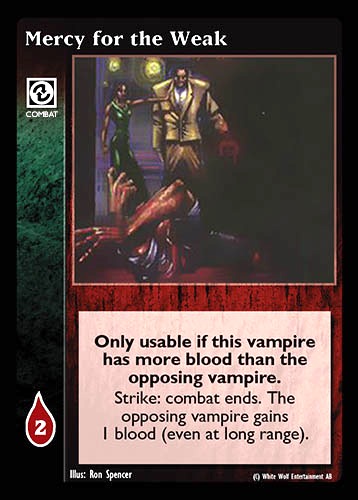 Mercy for the Weak
COMBAT
Only usable if this vampire
has more blood than the
opposing vampire.
Strike: combat ends. The
opposing vampire gains
1 blood (even at long range).
2
Illus: Ron Spencer
(C) White Wolf Entertainment AB